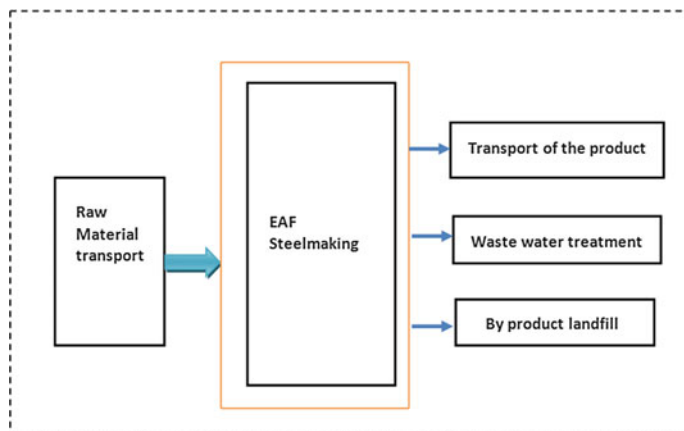 Raw
Material
transport
EAF
Steelmaking
Transport of the product
Waste water treatment
By product landfill